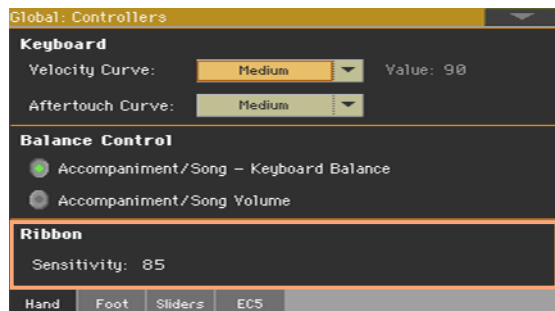 Global: Controllers
Keyboard
Velocity Curve: Medium Value: 90
Aftertouch Curve: Medium
Balance Control
Accompaniment/Song – Keyboard Balance
Accompaniment/Song Volume
Ribbon
Sensitivity: 85
Hand Foot Sliders EC5